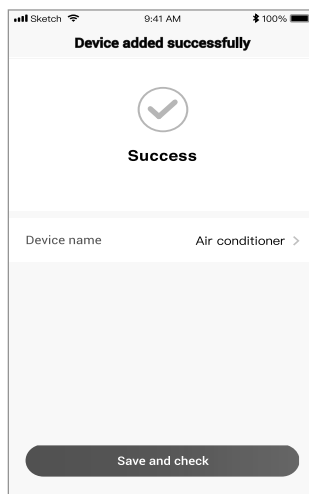 Sketch 9:41 AM 100%
Device added successfully
Success
Device name Air conditioner >
Save and check